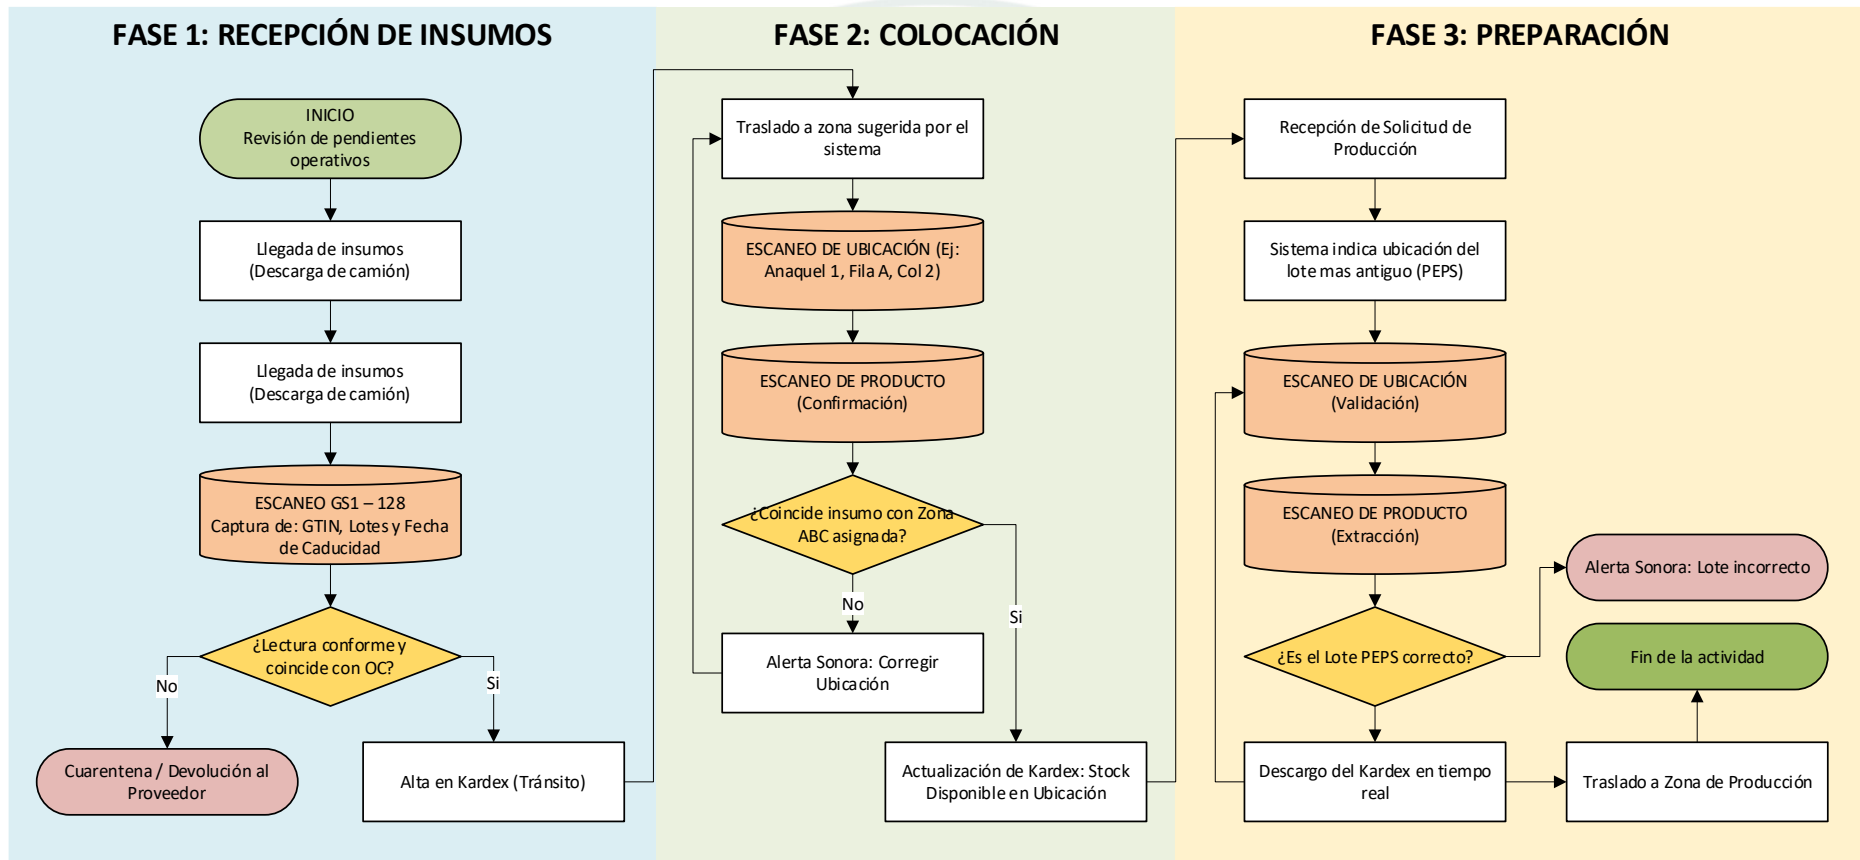 FASE 1: RECEPCIÓN DE INSUMOS
INICIO
Revisión de pendientes
operativos
Llegada de insumos
(Descarga de camión)
Llegada de insumos
(Descarga de camión)
ESCANEO GS1 – 128
Captura de: GTIN, Lotes y Fecha
de Caducidad
¿Lectura conforme y
coincide con OC?
No
Si
Cuarentena / Devolución al
Proveedor
Alta en Kardex (Tránsito)
FASE 2: COLOCACIÓN
Traslado a zona sugerida por el
sistema
ESCANEO DE UBICACIÓN (Ej:
Anaquel 1, Fila A, Col 2)
ESCANEO DE PRODUCTO
(Confirmación)
¿Coincide insumo con Zona
ABC asignada?
No
Si
Alerta Sonora: Corregir
Ubicación
Actualización de Kardex: Stock
Disponible en Ubicación
FASE 3: PREPARACIÓN
Recepción de Solicitud de
Producción
Sistema indica ubicación del
lote mas antiguo (PEPS)
ESCANEO DE UBICACIÓN
(Validación)
ESCANEO DE PRODUCTO
(Extracción)
Alerta Sonora: Lote incorrecto
¿Es el Lote PEPS correcto?
Fin de la actividad
Descargo del Kardex en tiempo
real
Traslado a Zona de Producción